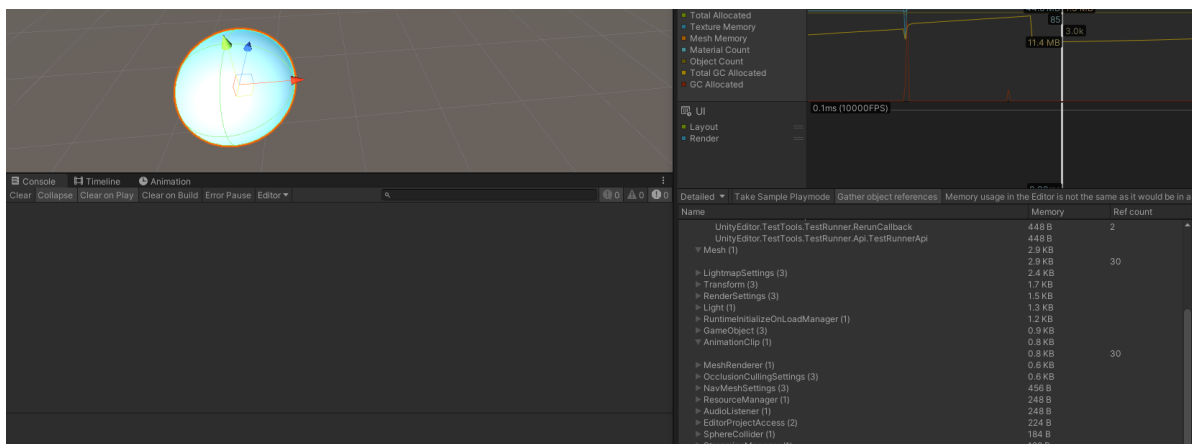 Total Allocated
Texture Memory
Mesh Memory
Material Count
Object Count
Total GC Allocated
GC Allocated
85
3.0k
11.4 MB
UI
Layout
Render
0.1ms (10000FPS)
Console Timeline Animation
Clear Collapse Clear on Play Clear on Build Error Pause Editor 0 0 0
Detailed Take Sample Playmode Gather object references Memory usage in the Editor is not the same as it would be in a
Name Memory Ref count
UnityEditor.TestTools.TestRunner.RerunCallback 448 B 2
UnityEditor.TestTools.TestRunner.Api.TestRunnerApi 448 B
Mesh (1) 2.9 KB
2.9 KB 30
LightmapSettings (3) 2.4 KB
Transform (3) 1.7 KB
RenderSettings (3) 1.5 KB
Light (1) 1.3 KB
RuntimeInitializeOnLoadManager (1) 1.2 KB
GameObject (3) 0.9 KB
AnimationClip (1) 0.8 KB
0.8 KB 30
MeshRenderer (1) 0.6 KB
OcclusionCullingSettings (3) 0.6 KB
NavMeshSettings (3) 456 B
ResourceManager (1) 248 B
AudioListener (1) 248 B
EditorProjectAccess (2) 224 B
SphereCollider (1) 184 B